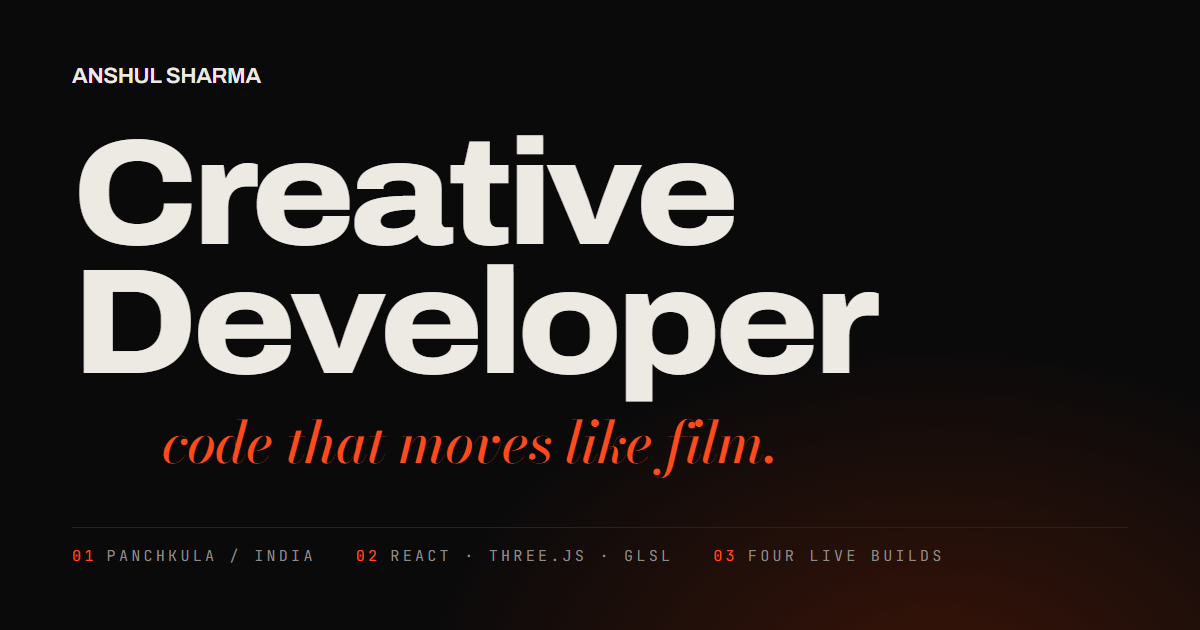 ANSHUL SHARMA
Creative
Developer
code that moves like film.
01 PANCHKULA / INDIA 02 REACT · THREE.JS · GLSL 03 FOUR LIVE BUILDS